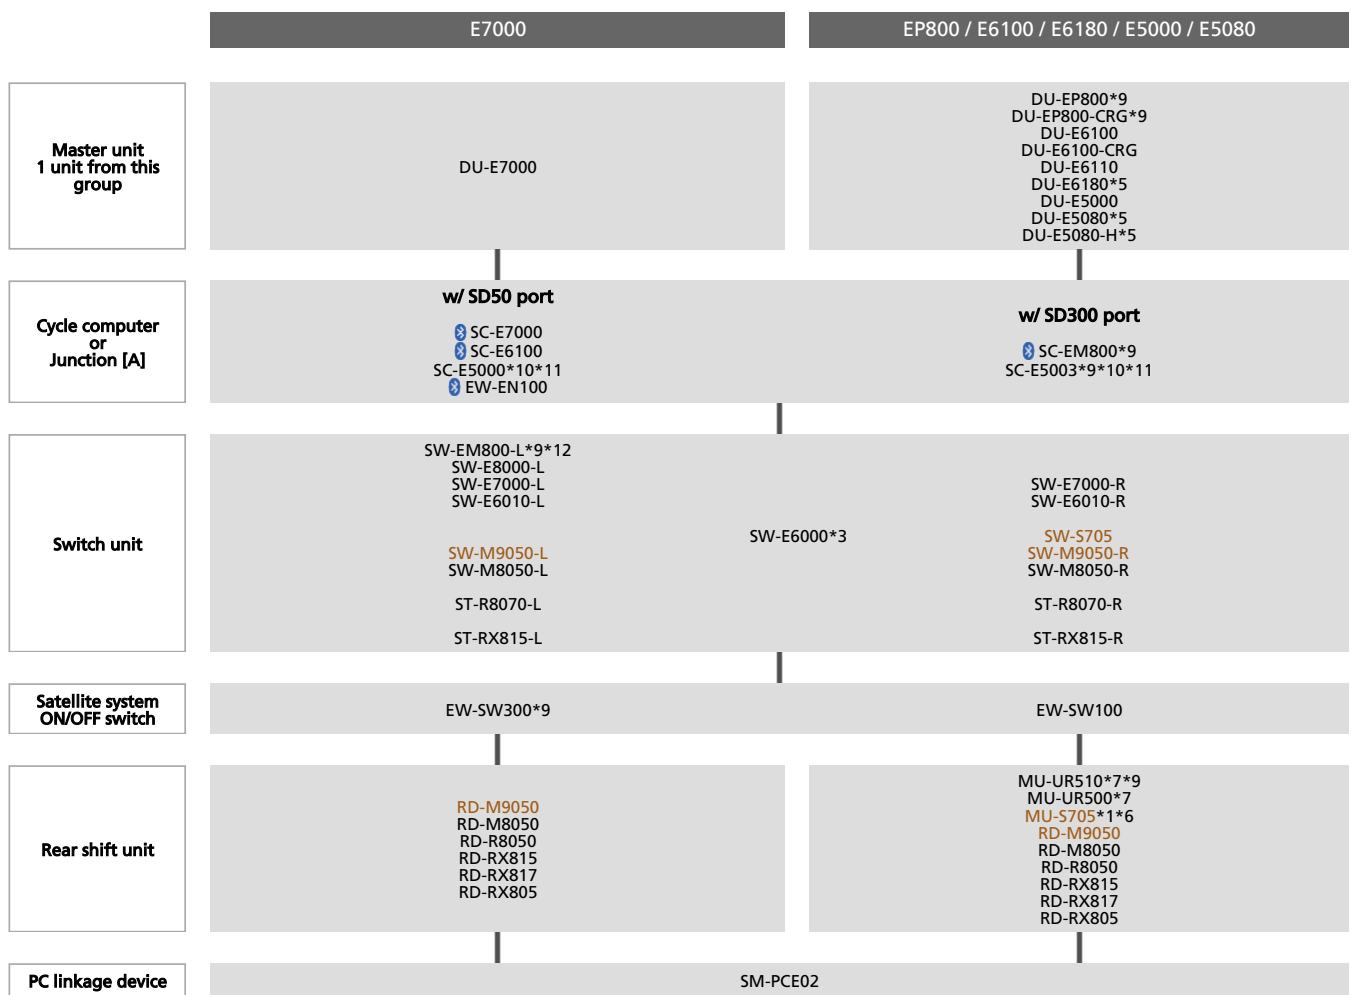 E7000
EP800 / E6100 / E6180 / E5000 / E5080
Master unit
1 unit from this
group
DU-E7000
DU-EP800*9
DU-EP800-CRG*9
DU-E6100
DU-E6100-CRG
DU-E6110
DU-E6180*5
DU-E5000
DU-E5080*5
DU-E5080-H*5
Cycle computer
or
Junction [A]
w/ SD50 port
SC-E7000
SC-E6100
SC-E5000*10*11
EW-EN100
w/ SD300 port
SC-EM800*9
SC-E5003*9*10*11
Switch unit
SW-EM800-L*9*12
SW-E8000-L
SW-E7000-L
SW-E6010-L
SW-M9050-L
SW-M8050-L
ST-R8070-L
ST-RX815-L
SW-E6000*3
SW-E7000-R
SW-E6010-R
SW-S705
SW-M9050-R
SW-M8050-R
ST-R8070-R
ST-RX815-R
Satellite system
ON/OFF switch
EW-SW300*9
EW-SW100
Rear shift unit
RD-M9050
RD-M8050
RD-R8050
RD-RX815
RD-RX817
RD-RX805
MU-UR510*7*9
MU-UR500*7
MU-S705*1*6
RD-M9050
RD-M8050
RD-R8050
RD-RX815
RD-RX817
RD-RX805
PC linkage device
SM-PCE02